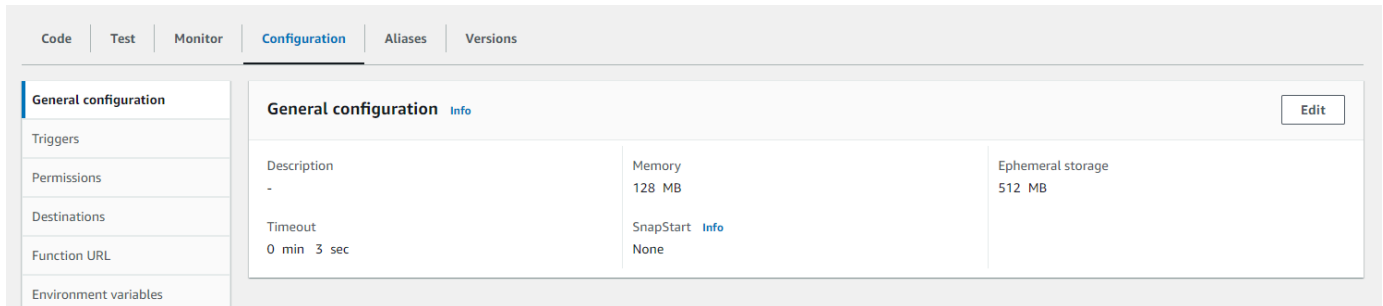 Code Test Monitor Configuration Aliases Versions
General configuration
Triggers
Permissions
Destinations
Function URL
Environment variables
General configuration Info Edit
Description
-
Timeout
0 min 3 sec
Memory
128 MB
SnapStart Info
None
Ephemeral storage
512 MB